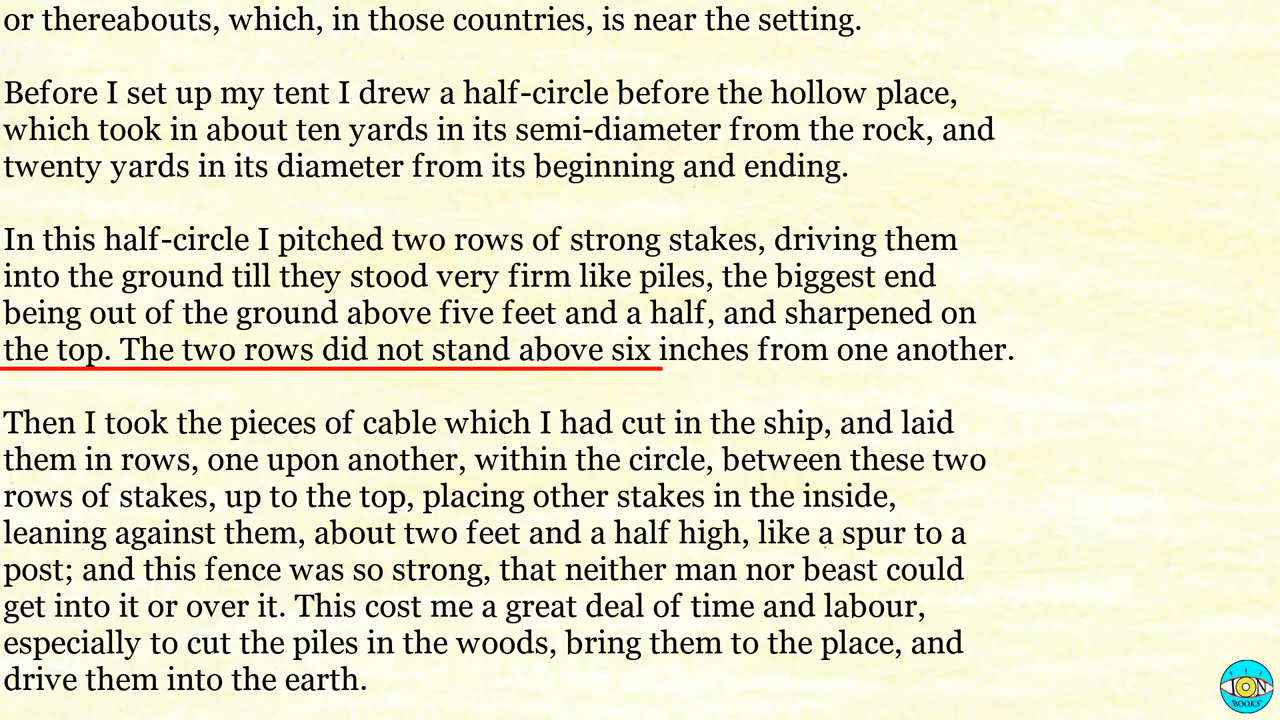 or thereabouts, which, in those countries, is near the setting.
Before I set up my tent I drew a half-circle before the hollow place,
which took in about ten yards in its semi-diameter from the rock, and
twenty yards in its diameter from its beginning and ending.
In this half-circle I pitched two rows of strong stakes, driving them
into the ground till they stood very firm like piles, the biggest end
being out of the ground above five feet and a half, and sharpened on
the top. The two rows did not stand above six inches from one another.
Then I took the pieces of cable which I had cut in the ship, and laid
them in rows, one upon another, within the circle, between these two
rows of stakes, up to the top, placing other stakes in the inside,
leaning against them, about two feet and a half high, like a spur to a
post; and this fence was so strong, that neither man nor beast could
get into it or over it. This cost me a great deal of time and labour,
especially to cut the piles in the woods, bring them to the place, and
drive them into the earth.
ION
BOOKS